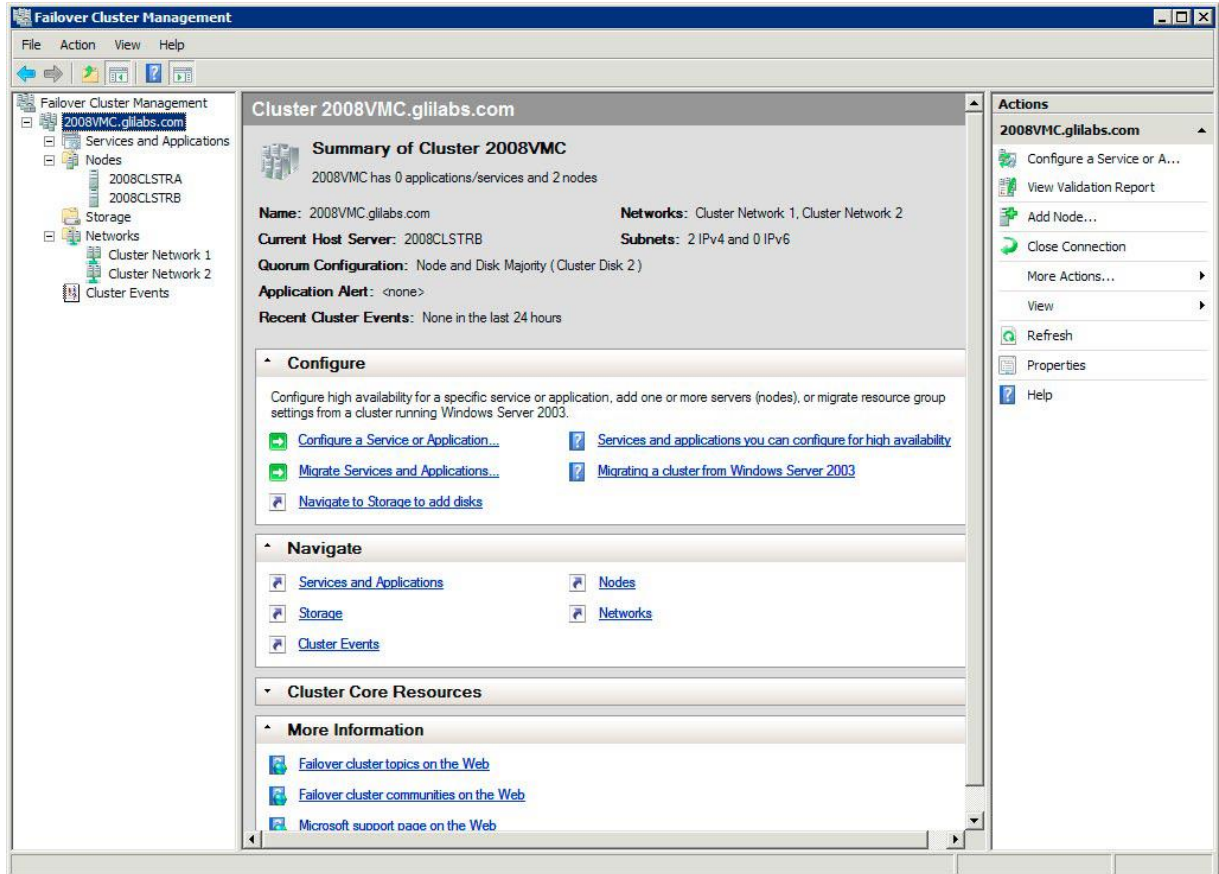 Failover Cluster Management
File Action View Help
Failover Cluster Management
2008VMC.glilabs.com
Services and Applications
Nodes
2008CLSTRA
2008CLSTRB
Storage
Networks
Cluster Network 1
Cluster Network 2
Cluster Events
Cluster 2008VMC.glilabs.com
Summary of Cluster 2008VMC
2008VMC has 0 applications/services and 2 nodes
Name: 2008VMC.glilabs.com Networks: Cluster Network 1, Cluster Network 2
Current Host Server: 2008CLSTRB Subnets: 2 IPv4 and 0 IPv6
Quorum Configuration: Node and Disk Majority (Cluster Disk 2)
Application Alert: <none>
Recent Cluster Events: None in the last 24 hours
Configure
Configure high availability for a specific service or application, add one or more servers (nodes), or migrate resource group
settings from a cluster running Windows Server 2003.
Configure a Service or Application... Services and applications you can configure for high availability
Migrate Services and Applications... Migrating a cluster from Windows Server 2003
Navigate to Storage to add disks
Navigate
Services and Applications Nodes
Storage Networks
Cluster Events
Cluster Core Resources
More Information
Failover cluster topics on the Web
Failover cluster communities on the Web
Microsoft support page on the Web
Actions
2008VMC.glilabs.com
Configure a Service or A...
View Validation Report
Add Node...
Close Connection
More Actions...
View
Refresh
Properties
Help